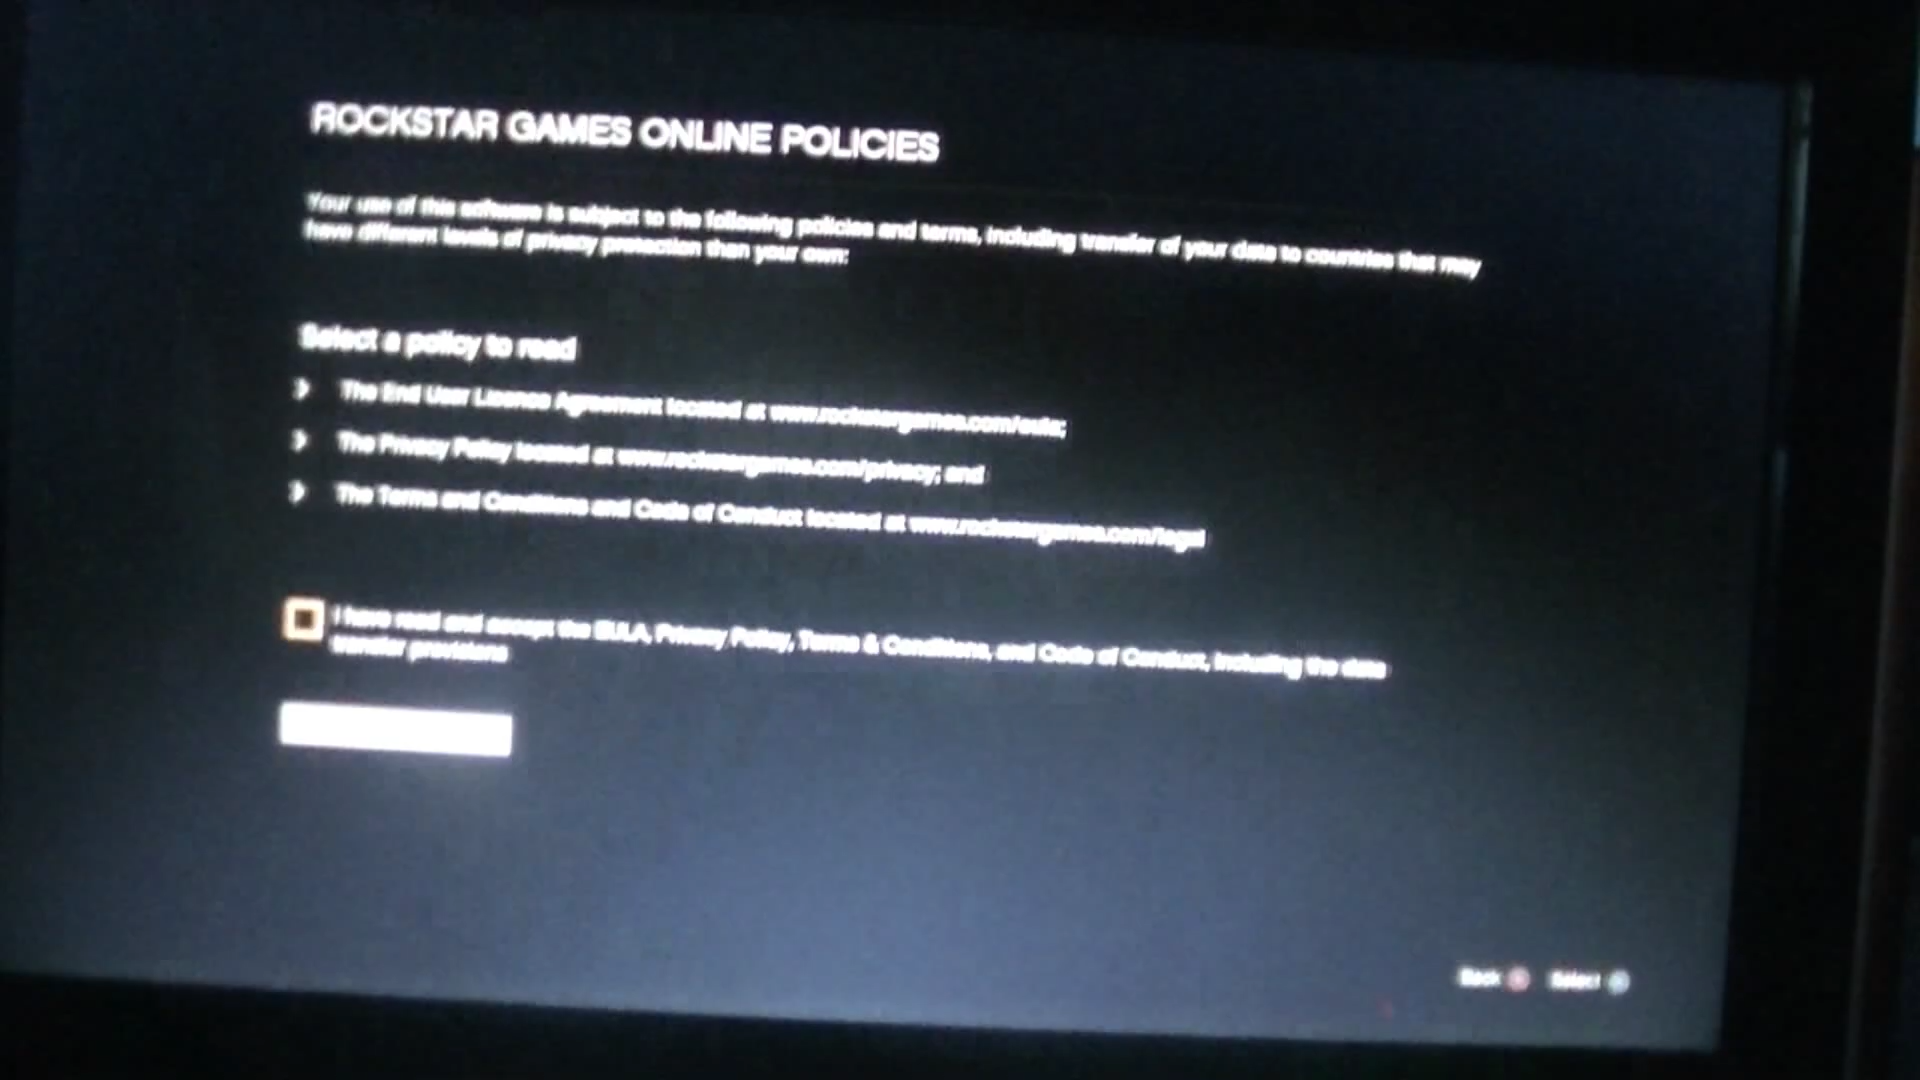 ROCKSTAR GAMES ONLINE POLICIES
Your use of this software is subject to the following policies and terms, including transfer of your data to countries that may
have different levels of privacy protection than your own:
Select a policy to read
The End User Licence Agreement located at www.rockstargames.com/eula;
The Privacy Policy located at www.rockstargames.com/privacy; and
The Terms and Conditions and Code of Conduct located at www.rockstargames.com/legal
I have read and accept the EULA, Privacy Policy, Terms & Conditions, and Code of Conduct, including the data
transfer provisions
Back Select